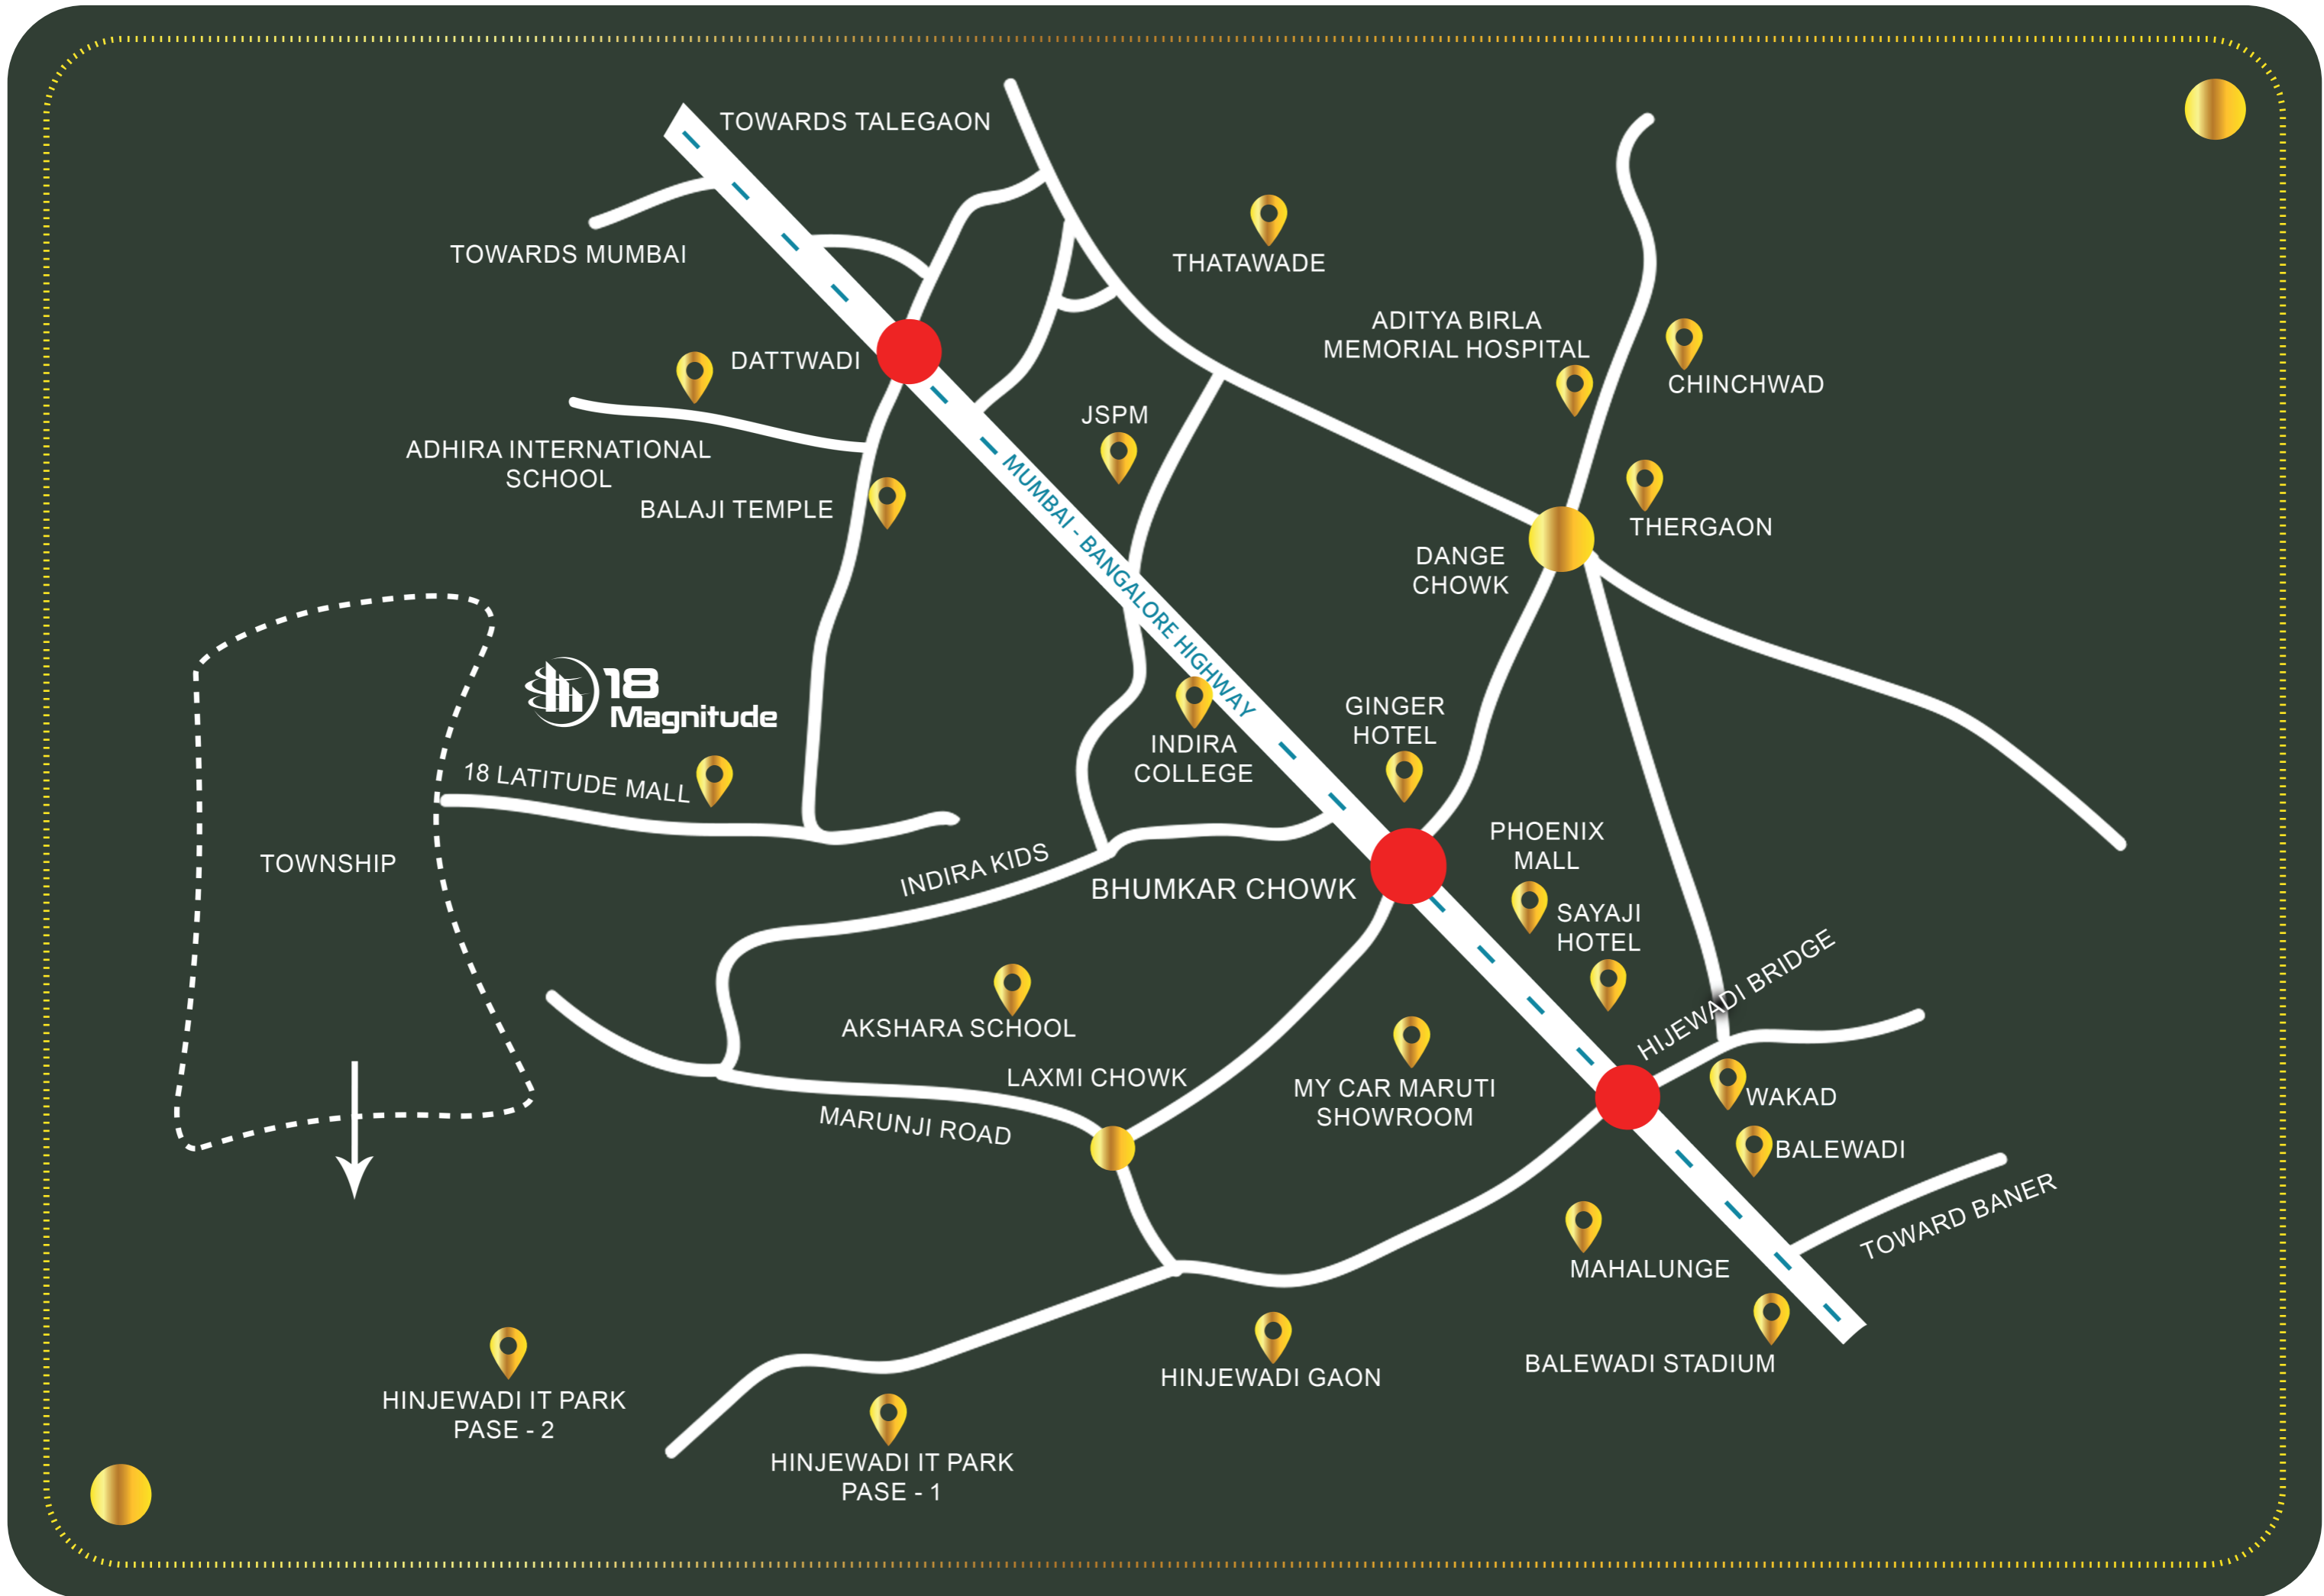 TOWARDS TALEGAON
TOWARDS MUMBAI
THATAWADE
ADITYA BIRLA
MEMORIAL HOSPITAL
CHINCHWAD
DATTWADI
JSPM
ADHIRA INTERNATIONAL
SCHOOL
BALAJI TEMPLE
MUMBAI - BANGALORE HIGHWAY
THERGAON
DANGE
CHOWK
18
Magnitude
18 LATITUDE MALL
INDIRA
COLLEGE
GINGER
HOTEL
PHOENIX
MALL
TOWNSHIP
INDIRA KIDS
BHUMKAR CHOWK
SAYAJI
HOTEL
HIJEWADI BRIDGE
AKSHARA SCHOOL
LAXMI CHOWK
MY CAR MARUTI
SHOWROOM
WAKAD
MARUNJI ROAD
BALEWADI
TOWARD BANER
MAHALUNGE
BALEWADI STADIUM
HINJEWADI GAON
HINJEWADI IT PARK
PASE - 2
HINJEWADI IT PARK
PASE - 1